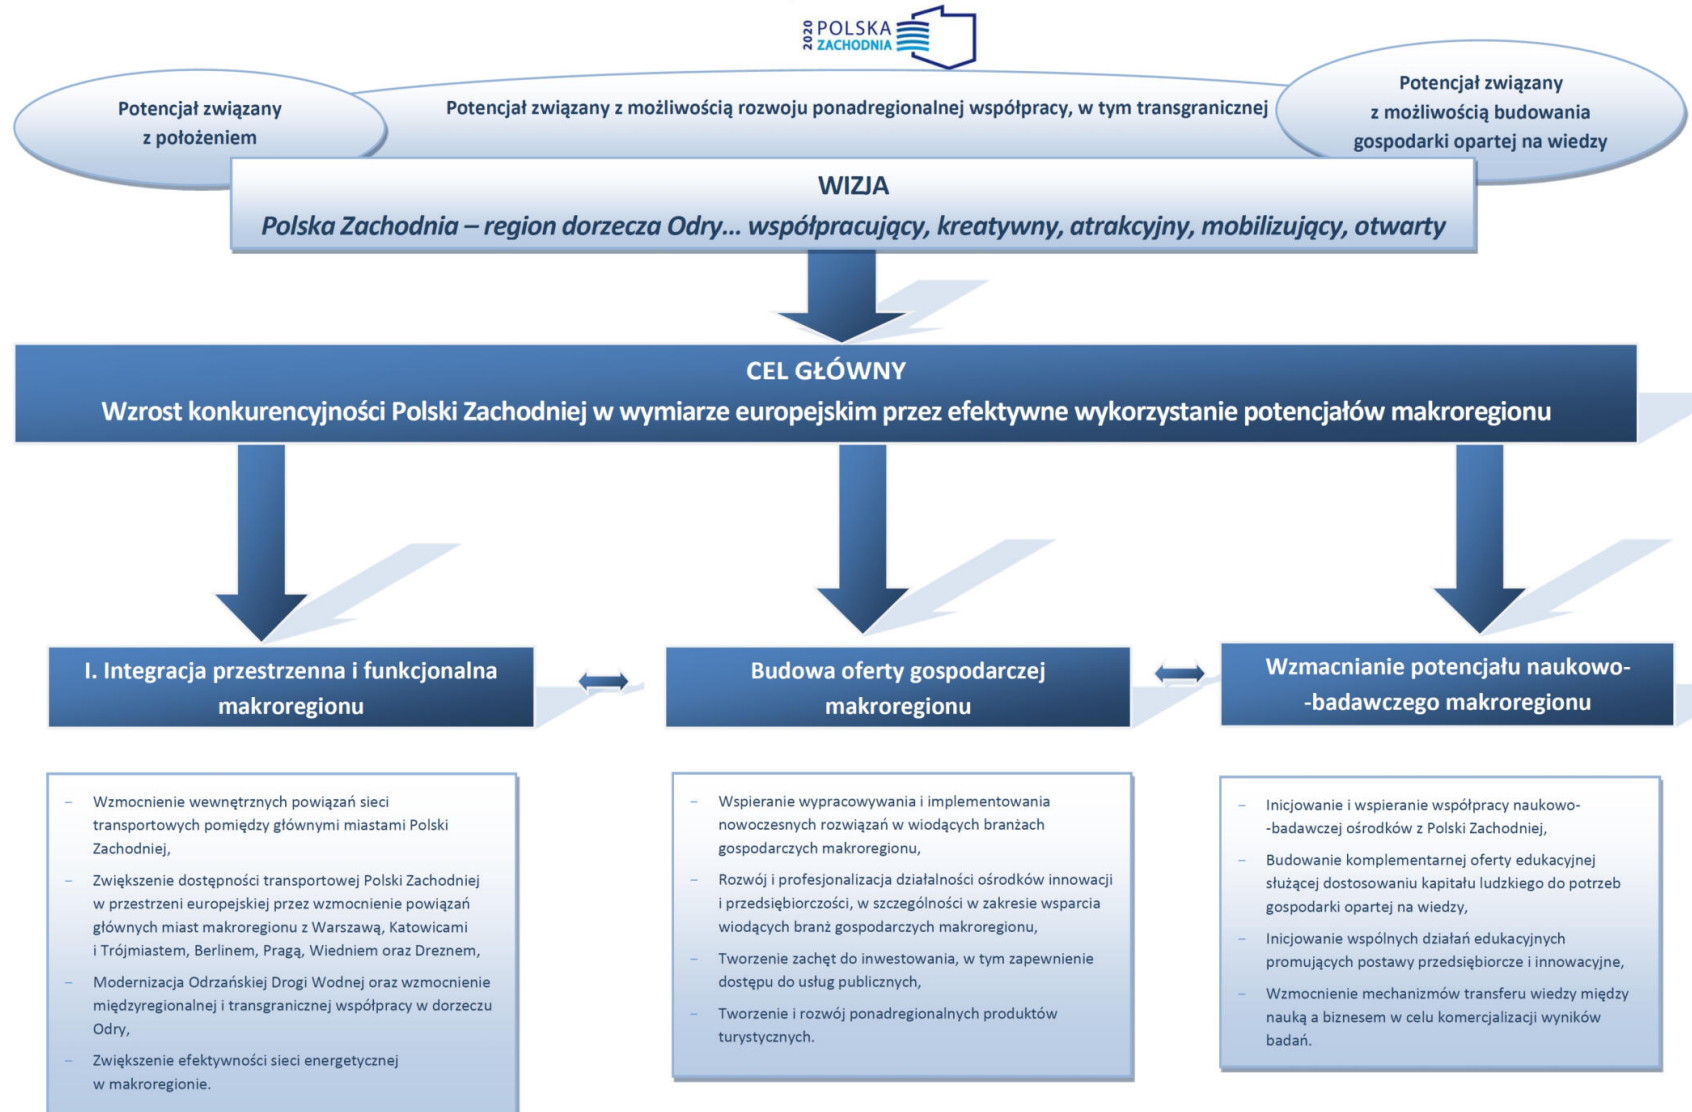 2020 POLSKA
ZACHODNIA
Potencjał związany
z położeniem
Potencjał związany z możliwością rozwoju ponadregionalnej współpracy, w tym transgranicznej
Potencjał związany
z możliwością budowania
gospodarki opartej na wiedzy
WIZJA
Polska Zachodnia – region dorzecza Odry... współpracujący, kreatywny, atrakcyjny, mobilizujący, otwarty
CEL GŁÓWNY
Wzrost konkurencyjności Polski Zachodniej w wymiarze europejskim przez efektywne wykorzystanie potencjałów makroregionu
I. Integracja przestrzenna i funkcjonalna
makroregionu
Budowa oferty gospodarczej
makroregionu
Wzmacnianie potencjału naukowo-
-badawczego makroregionu
– Wzmocnienie wewnętrznych powiązań sieci
transportowych pomiędzy głównymi miastami Polski
Zachodniej,
– Zwiększenie dostępności transportowej Polski Zachodniej
w przestrzeni europejskiej przez wzmocnienie powiązań
głównych miast makroregionu z Warszawą, Katowicami
i Trójmiastem, Berlinem, Pragą, Wiedniem oraz Dreznem,
– Modernizacja Odrzańskiej Drogi Wodnej oraz wzmocnienie
międzyregionalnej i transgranicznej współpracy w dorzeczu
Odry,
– Zwiększenie efektywności sieci energetycznej
w makroregionie.
– Wspieranie wypracowywania i implementowania
nowoczesnych rozwiązań w wiodących branżach
gospodarczych makroregionu,
– Rozwój i profesjonalizacja działalności ośrodków innowacji
i przedsiębiorczości, w szczególności w zakresie wsparcia
wiodących branż gospodarczych makroregionu,
– Tworzenie zachęt do inwestowania, w tym zapewnienie
dostępu do usług publicznych,
– Tworzenie i rozwój ponadregionalnych produktów
turystycznych.
– Inicjowanie i wspieranie współpracy naukowo-
-badawczej ośrodków z Polski Zachodniej,
– Budowanie komplementarnej oferty edukacyjnej
służącej dostosowaniu kapitału ludzkiego do potrzeb
gospodarki opartej na wiedzy,
– Inicjowanie wspólnych działań edukacyjnych
promujących postawy przedsiębiorcze i innowacyjne,
– Wzmocnienie mechanizmów transferu wiedzy między
nauką a biznesem w celu komercjalizacji wyników
badań.